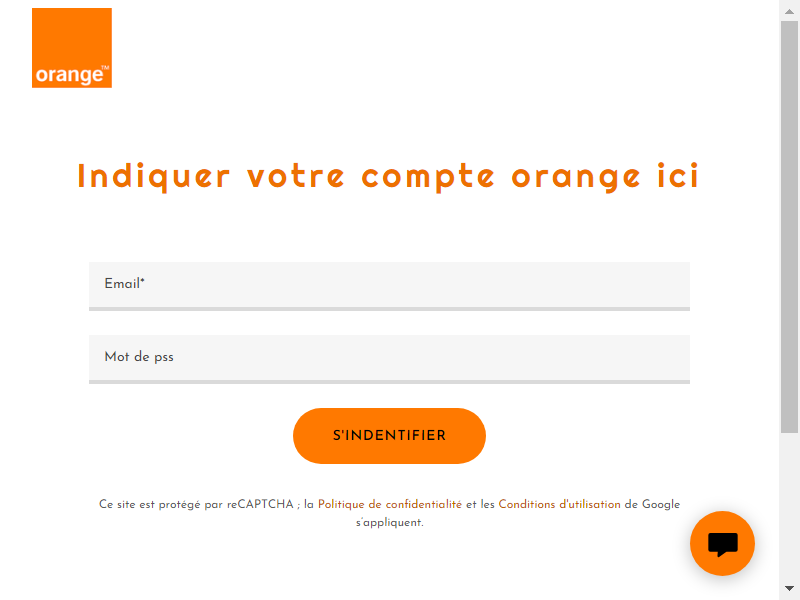 orange™
Indiquer votre compte orange ici
Email*
Mot de pss
S'INDENTIFIER
Ce site est protégé par reCAPTCHA ; la Politique de confidentialité et les Conditions d'utilisation de Google
s'appliquent.